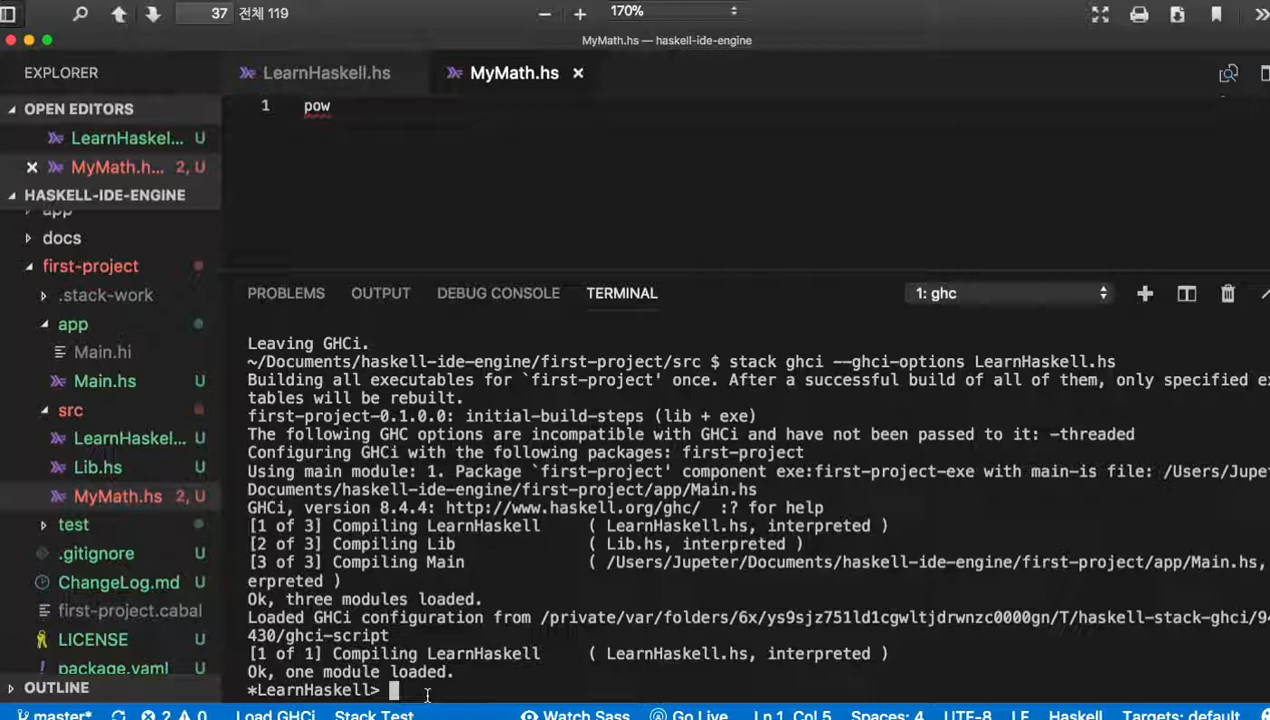 37 전체 119
170%
MyMath.hs — haskell-ide-engine
EXPLORER
LearnHaskell.hs
MyMath.hs ×
OPEN EDITORS
1 pow
LearnHaskel... U
MyMath.h... 2, U
HASKELL-IDE-ENGINE
app
docs
first-project
.stack-work
app
Main.hi
Main.hs U
src
LearnHaskel... U
Lib.hs U
MyMath.hs 2, U
test
.gitignore U
ChangeLog.md U
first-project.cabal
LICENSE U
package.yaml U
OUTLINE
PROBLEMS OUTPUT DEBUG CONSOLE TERMINAL
1: ghc
Leaving GHCi.
~/Documents/haskell-ide-engine/first-project/src $ stack ghci --ghci-options LearnHaskell.hs
Building all executables for `first-project' once. After a successful build of all of them, only specified ex
tables will be rebuilt.
first-project-0.1.0.0: initial-build-steps (lib + exe)
The following GHC options are incompatible with GHCi and have not been passed to it: -threaded
Configuring GHCi with the following packages: first-project
Using main module: 1. Package `first-project' component exe:first-project-exe with main-is file: /Users/Jupet
Documents/haskell-ide-engine/first-project/app/Main.hs
GHCi, version 8.4.4: http://www.haskell.org/ghc/ :? for help
[1 of 3] Compiling LearnHaskell ( LearnHaskell.hs, interpreted )
[2 of 3] Compiling Lib ( Lib.hs, interpreted )
[3 of 3] Compiling Main ( /Users/Jupeter/Documents/haskell-ide-engine/first-project/app/Main.hs,
erpreted )
Ok, three modules loaded.
Loaded GHCi configuration from /private/var/folders/6x/ys9sjz751ld1cgwltjdrwnzc0000gn/T/haskell-stack-ghci/9
430/ghci-script
[1 of 1] Compiling LearnHaskell ( LearnHaskell.hs, interpreted )
Ok, one module loaded.
*LearnHaskell>
master* 2 0 Load GHCi Stack Test Watch Sass Go Live Ln 1, Col 5 Spaces: 4 UTF-8 LF Haskell Targets: default